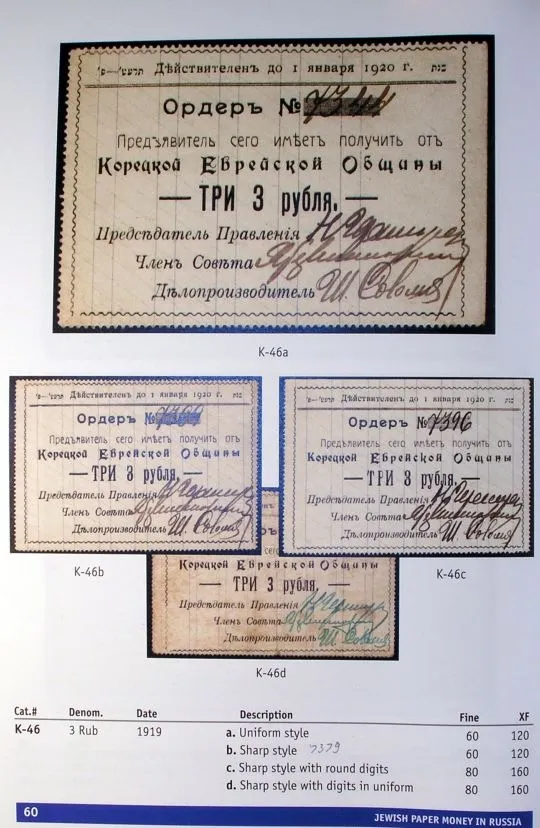 תרע״ט — ס׳ Дѣйствителенъ до 1 января 1920 г.
Ордеръ № 7344
Предъявитель сего имѣетъ получить отъ
Корецкой Еврейской Общины
— ТРИ 3 рубля. —
Предсѣдатель Правленія
Членъ Совѣта
Дѣлопроизводитель Ш.
K-46a
Дѣйствителенъ до 1 января 1920 г.
Ордеръ №
Предъявитель сего имѣетъ получить отъ
Корецкой Еврейской Общины
— ТРИ 3 рубля. —
Предсѣдатель Правленія
Членъ Совѣта
Дѣлопроизводитель Ш.
K-46b
Дѣйствителенъ до 1 января 1920 г.
Ордеръ № 7396
Предъявитель сего имѣетъ получить отъ
Корецкой Еврейской Общины
— ТРИ 3 рубля. —
Предсѣдатель Правленія
Членъ Совѣта
Дѣлопроизводитель Ш.
K-46c
Корецкой Еврейской Общины
— ТРИ 3 рубля. —
Предсѣдатель Правленія
Членъ Совѣта
Дѣлопроизводитель Ш.
K-46d
Cat.# Denom. Date Description Fine XF
K-46 3 Rub 1919 a. Uniform style 60 120
b. Sharp style 7379 60 120
c. Sharp style with round digits 80 160
d. Sharp style with digits in uniform 80 160
60 JEWISH PAPER MONEY IN RUSSIA